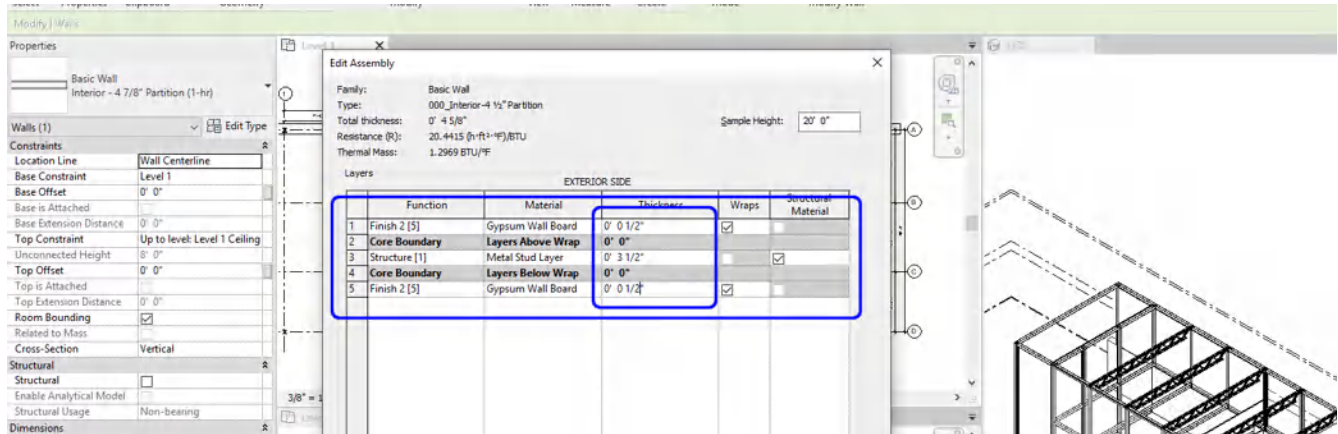 Modify | Walls
Properties
Basic Wall
Interior - 4 7/8" Partition (1-hr)
Walls (1)
Edit Type
Constraints
Location Line Wall Centerline
Base Constraint Level 1
Base Offset 0' 0"
Base is Attached
Base Extension Distance 0' 0"
Top Constraint Up to level: Level 1 Ceiling
Unconnected Height 8' 0"
Top Offset 0' 0"
Top is Attached
Top Extension Distance 0' 0"
Room Bounding
Related to Mass
Cross-Section Vertical
Structural
Structural
Enable Analytical Model
Structural Usage Non-bearing
Dimensions
Level 1
Edit Assembly
Family: Basic Wall
Type: 000_Interior-4 ½" Partition
Total thickness: 0' 4 5/8"
Sample Height: 20' 0"
Resistance (R): 20.4415 (h·ft²·°F)/BTU
Thermal Mass: 1.2969 BTU/°F
Layers
EXTERIOR SIDE
Function Material Thickness Wraps Structural Material
1 Finish 2 [5] Gypsum Wall Board 0' 0 1/2"
2 Core Boundary Layers Above Wrap 0' 0"
3 Structure [1] Metal Stud Layer 0' 3 1/2"
4 Core Boundary Layers Below Wrap 0' 0"
5 Finish 2 [5] Gypsum Wall Board 0' 0 1/2"
1
A
B
C
D